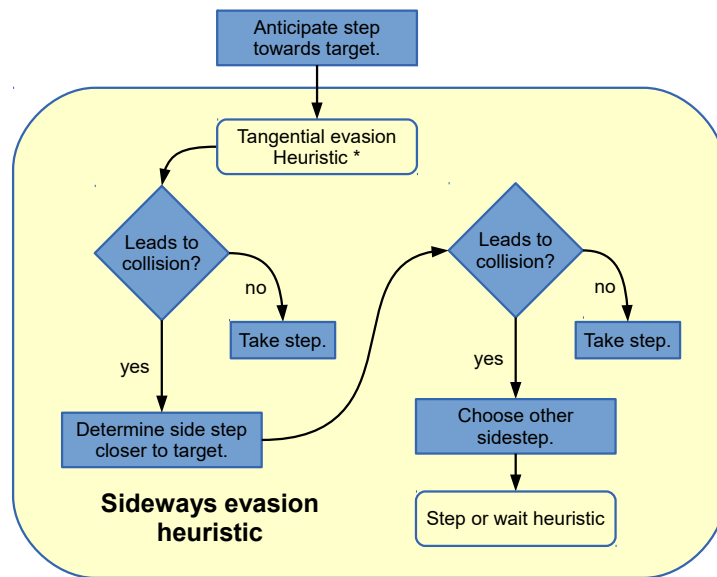 Anticipate step
towards target.
Tangential evasion
Heuristic *
Leads to
collision?
no
Take step.
yes
Determine side step
closer to target.
Leads to
collision?
no
Take step.
yes
Choose other
sidestep.
Step or wait heuristic
Sideways evasion
heuristic